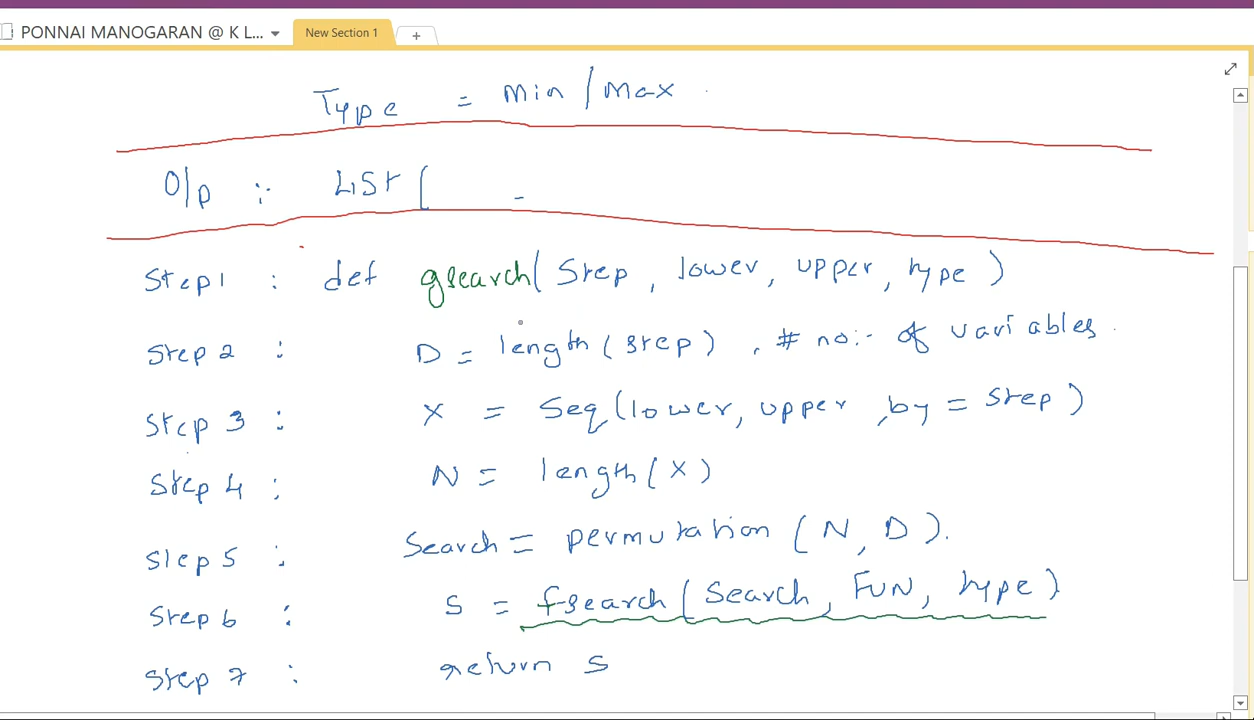 PONNAI MANOGARAN @ K L... New Section 1 +
Type = Min / Max
O/p : LIST [ -
Step1 : def gsearch( Step, lower, upper, type )
Step 2 : D = length( step ) , # no:- of variables
Step 3 : X = Seq( lower, upper, by = step )
Step 4 : N = length( X )
Step 5 : Search = permutation ( N, D ).
Step 6 : S = fsearch( Search, FUN, type )
Step 7 : return S